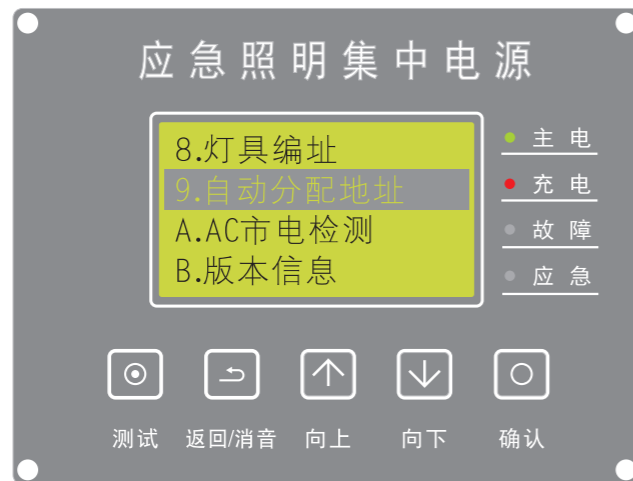 应急照明集中电源
8.灯具编址
9.自动分配地址
A.AC市电检测
B.版本信息
主电
充电
故障
应急
测试 返回/消音 向上 向下 确认